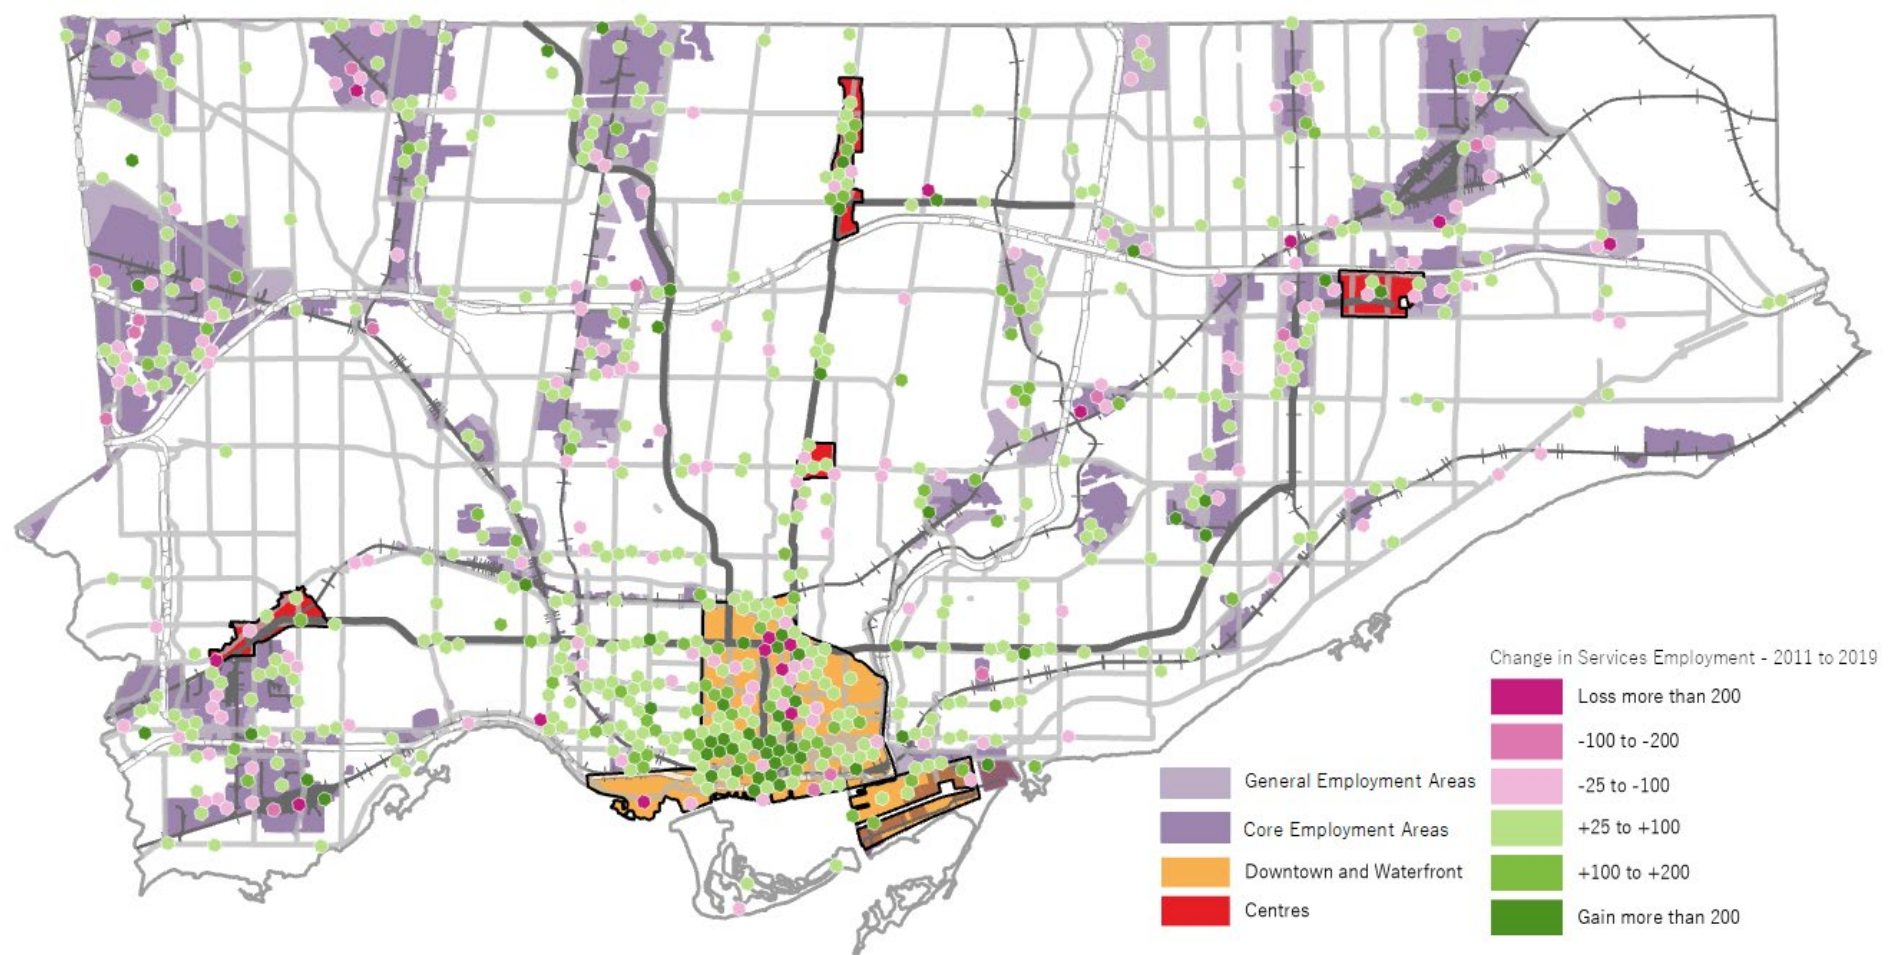 Change in Services Employment - 2011 to 2019
Loss more than 200
-100 to -200
-25 to -100
+25 to +100
+100 to +200
Gain more than 200
General Employment Areas
Core Employment Areas
Downtown and Waterfront
Centres